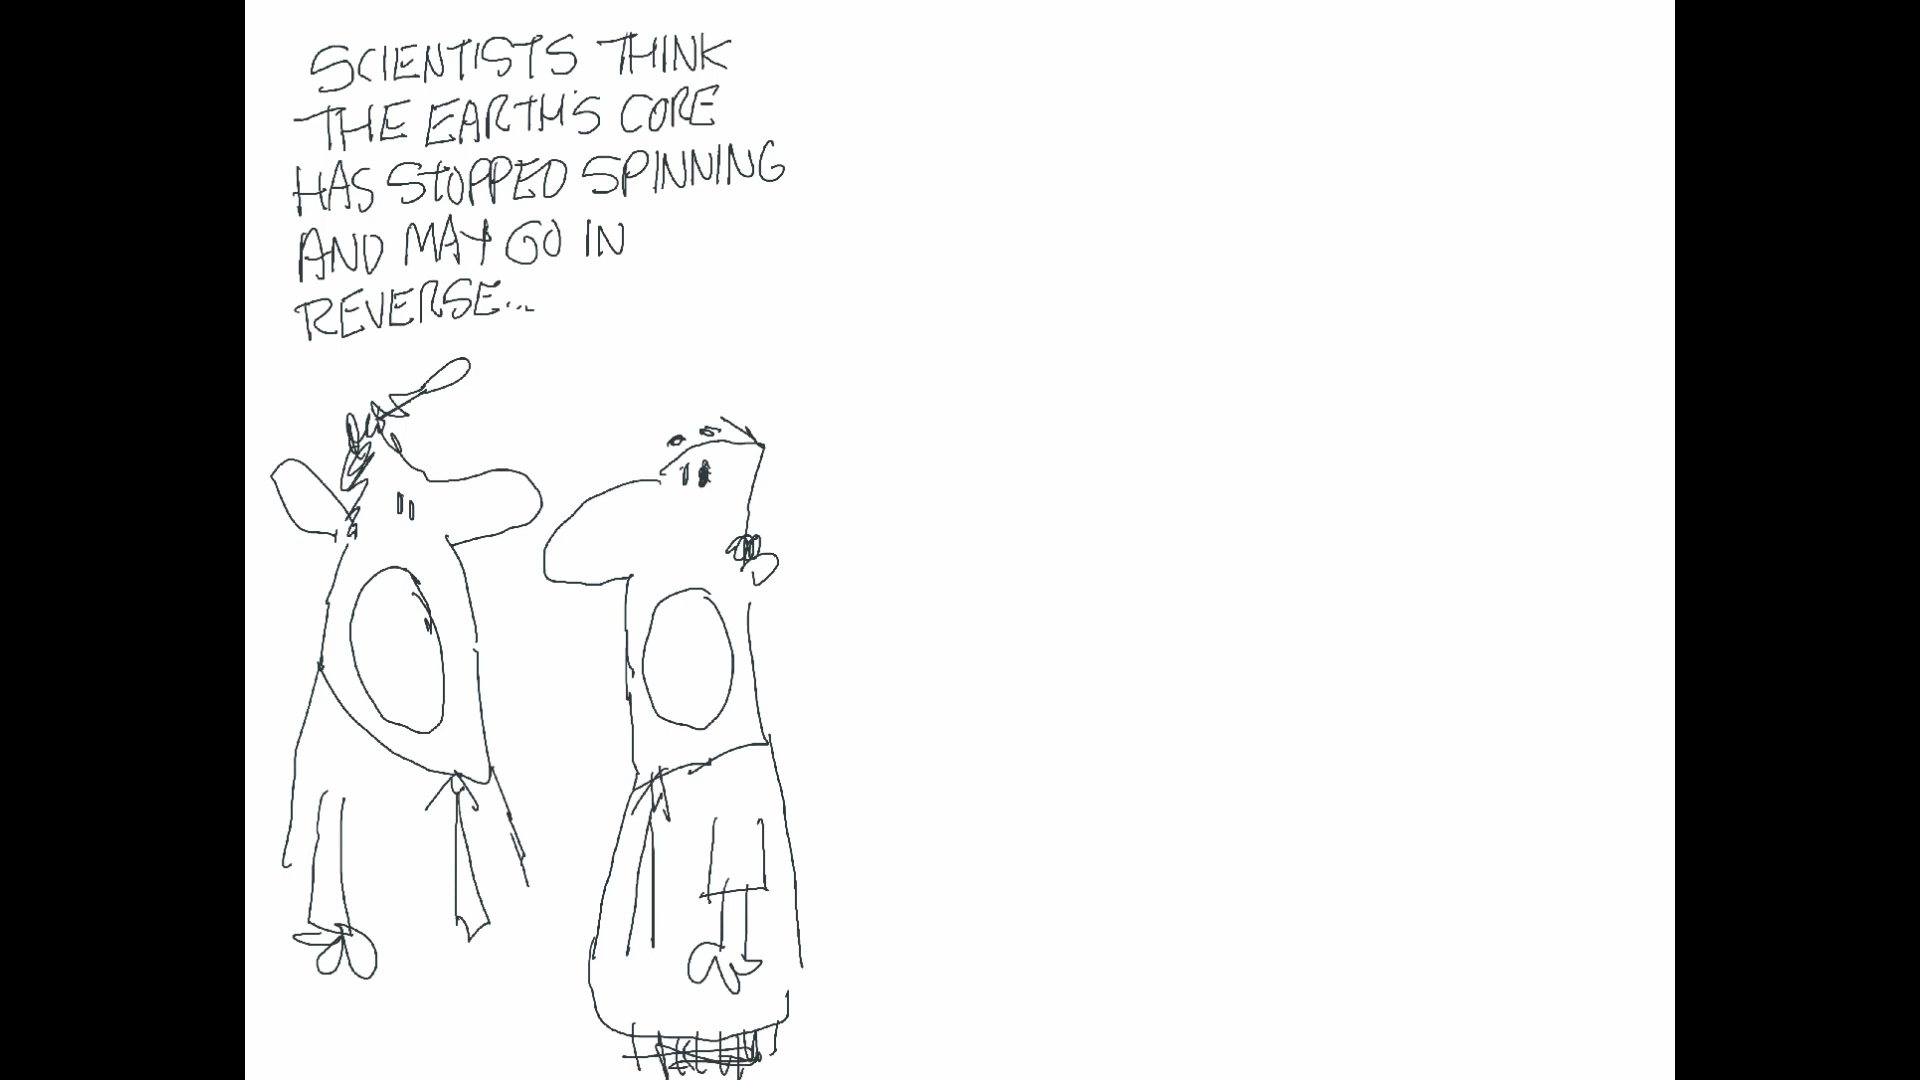 SCIENTISTS THINK
THE EARTH'S CORE
HAS STOPPED SPINNING
AND MAY GO IN
REVERSE...